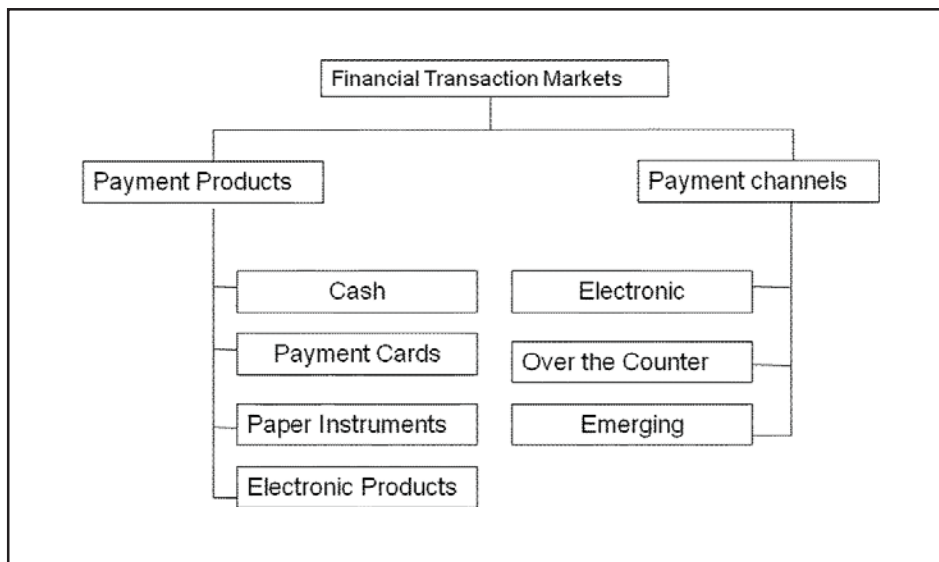 Financial Transaction Markets
Payment Products
Payment channels
Cash
Payment Cards
Paper Instruments
Electronic Products
Electronic
Over the Counter
Emerging